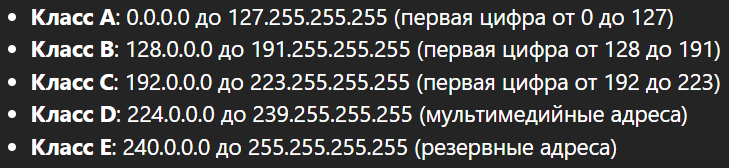 • Класс A: 0.0.0.0 до 127.255.255.255 (первая цифра от 0 до 127)
• Класс B: 128.0.0.0 до 191.255.255.255 (первая цифра от 128 до 191)
• Класс C: 192.0.0.0 до 223.255.255.255 (первая цифра от 192 до 223)
• Класс D: 224.0.0.0 до 239.255.255.255 (мультимедийные адреса)
• Класс E: 240.0.0.0 до 255.255.255.255 (резервные адреса)